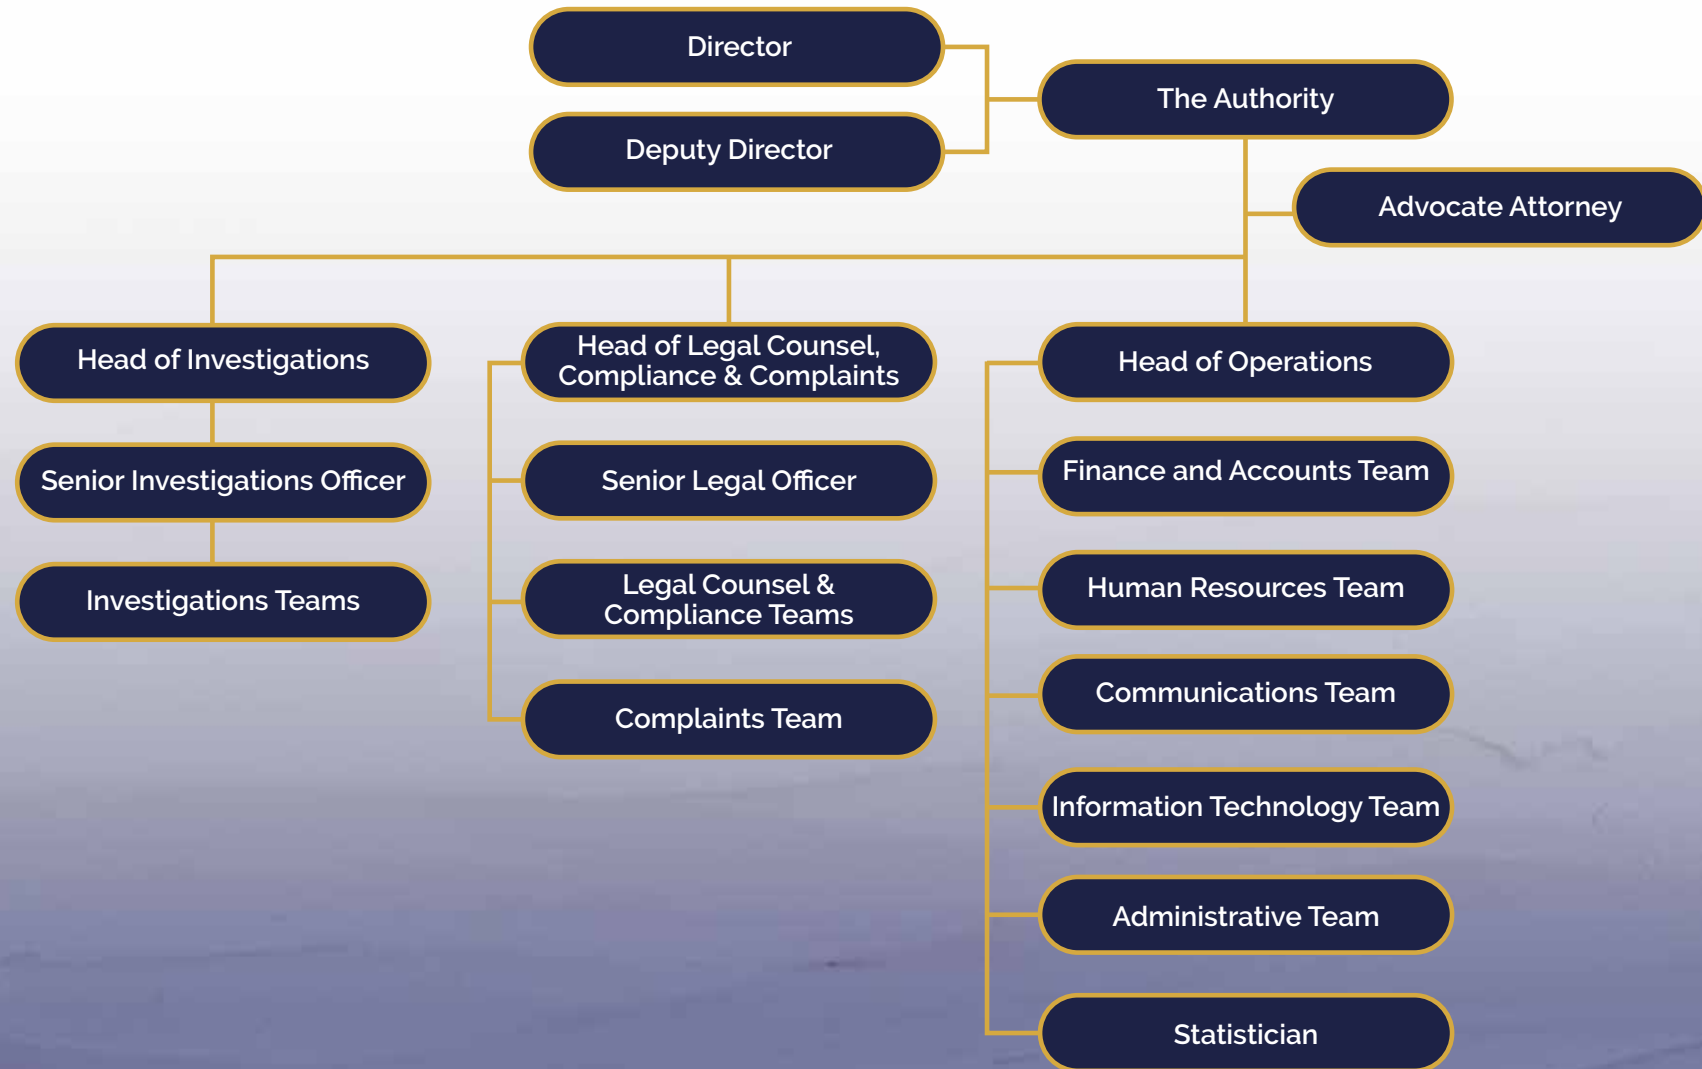 Director
The Authority
Deputy Director
Advocate Attorney
Head of Investigations
Senior Investigations Officer
Investigations Teams
Head of Legal Counsel,
Compliance & Complaints
Senior Legal Officer
Legal Counsel &
Compliance Teams
Complaints Team
Head of Operations
Finance and Accounts Team
Human Resources Team
Communications Team
Information Technology Team
Administrative Team
Statistician